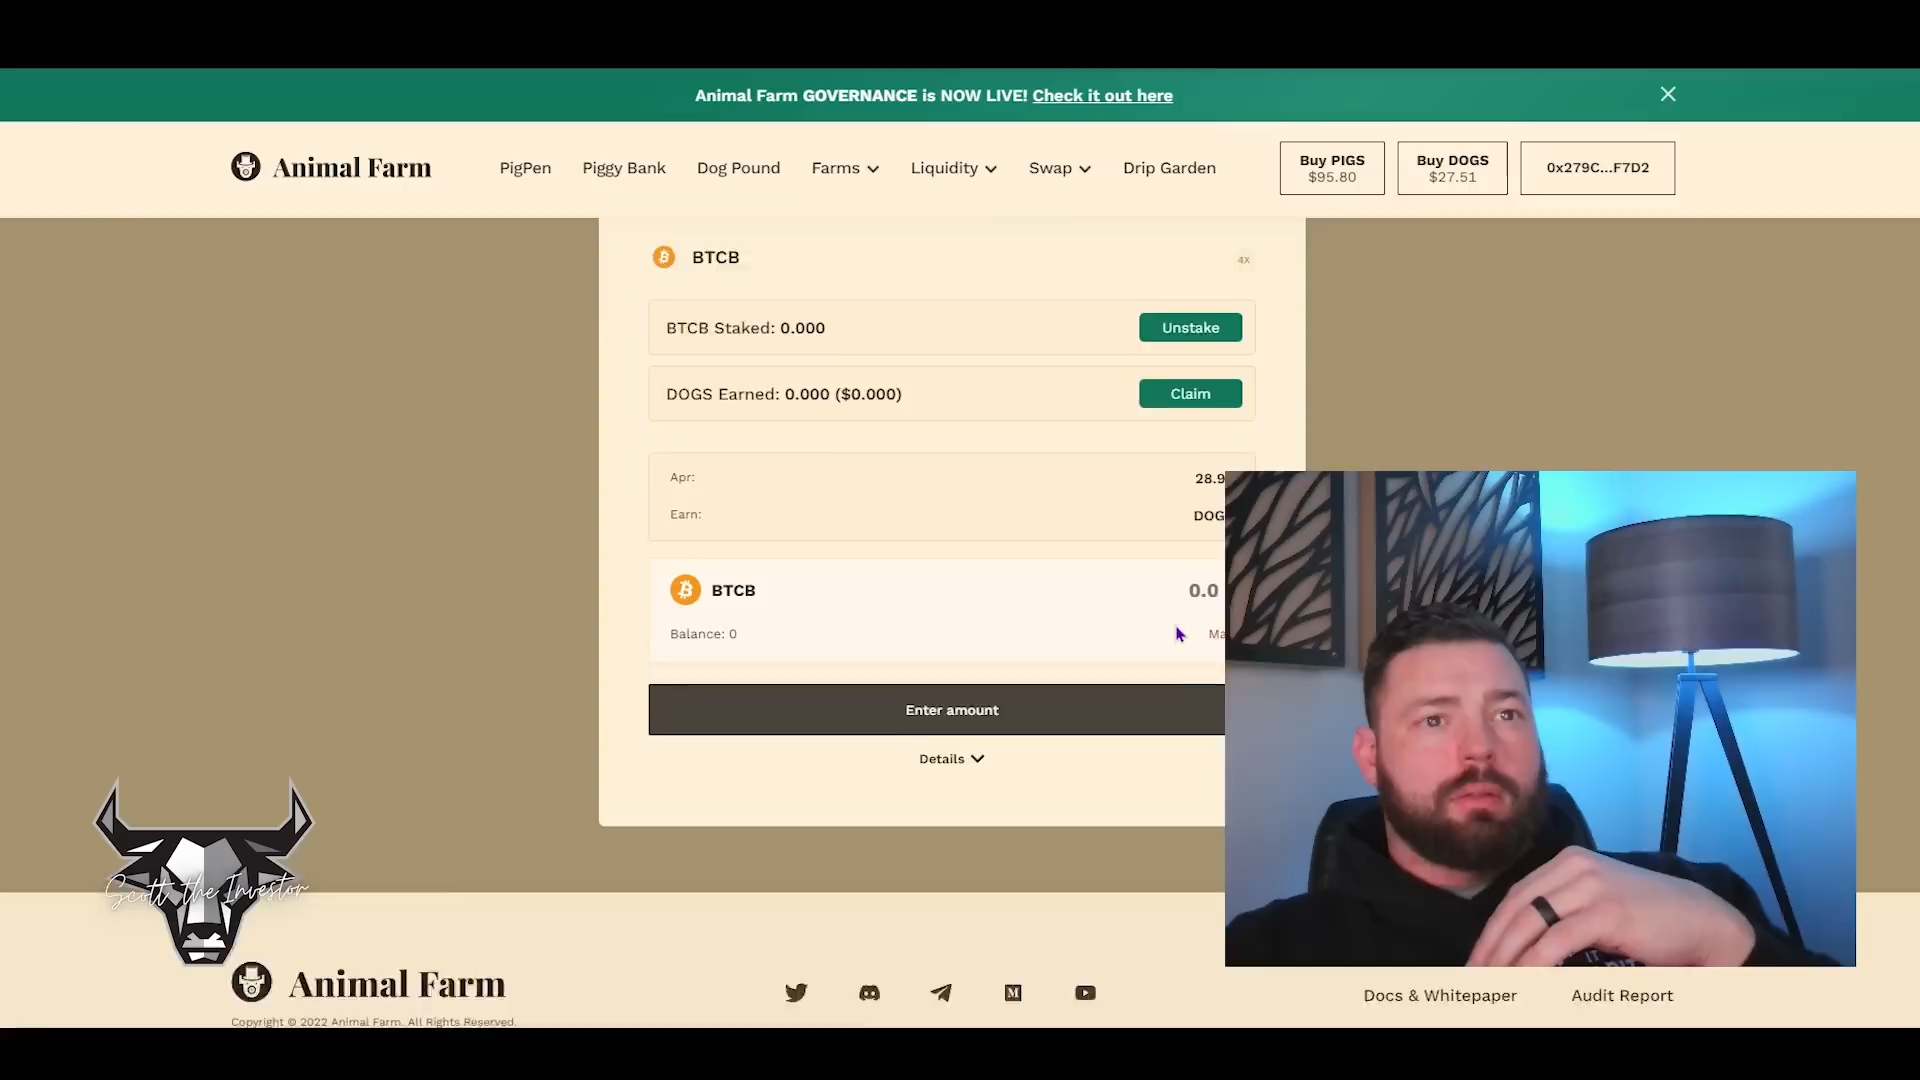 Animal Farm GOVERNANCE is NOW LIVE! Check it out here
Animal Farm
PigPen
Piggy Bank
Dog Pound
Farms
Liquidity
Swap
Drip Garden
Buy PIGS
$95.80
Buy DOGS
$27.51
0x279C...F7D2
BTCB
4X
BTCB Staked: 0.000
Unstake
DOGS Earned: 0.000 ($0.000)
Claim
Apr:
28.9
Earn:
DOG
BTCB
0.0
Balance: 0
Ma
Enter amount
Details
Scott the Investor
Animal Farm
Docs & Whitepaper
Audit Report
Copyright © 2022 Animal Farm. All Rights Reserved.